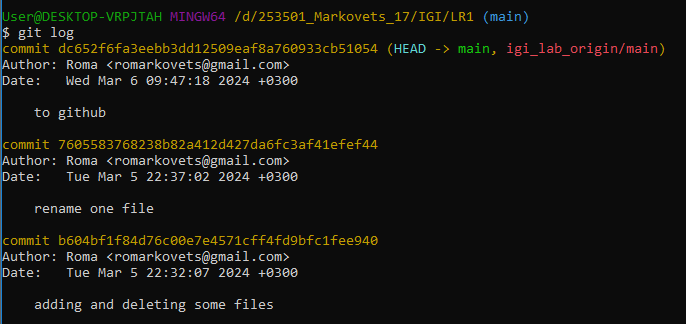 User@DESKTOP-VRPJTAH MINGW64 /d/253501_Markovets_17/IGI/LR1 (main)
$ git log
commit dc652f6fa3eebb3dd12509eaf8a760933cb51054 (HEAD -> main, igi_lab_origin/main)
Author: Roma <romarkovets@gmail.com>
Date:   Wed Mar 6 09:47:18 2024 +0300

    to github

commit 7605583768238b82a412d427da6fc3af41efef44
Author: Roma <romarkovets@gmail.com>
Date:   Tue Mar 5 22:37:02 2024 +0300

    rename one file

commit b604bf1f84d76c00e7e4571cff4fd9bfc1fee940
Author: Roma <romarkovets@gmail.com>
Date:   Tue Mar 5 22:32:07 2024 +0300

    adding and deleting some files